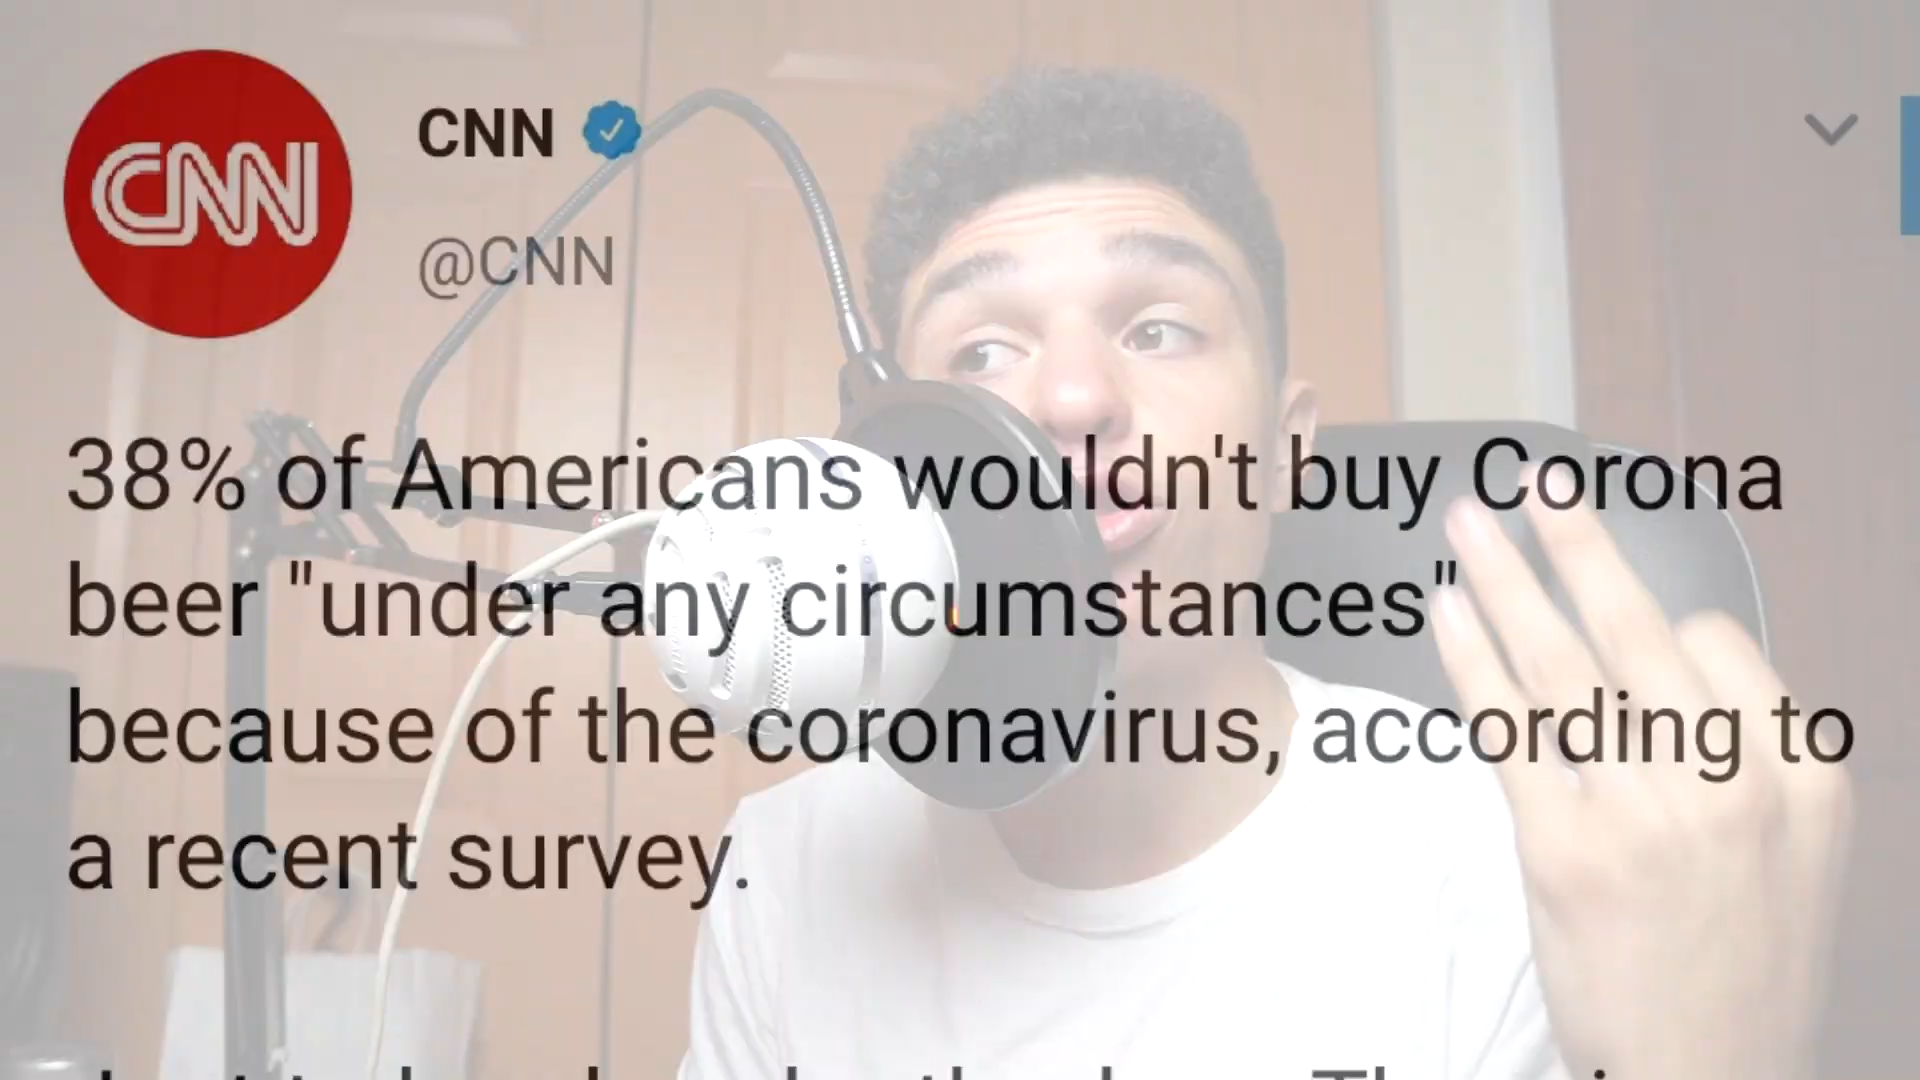 CNN
CNN
@CNN
38% of Americans wouldn't buy Corona
beer "under any circumstances"
because of the coronavirus, according to
a recent survey.